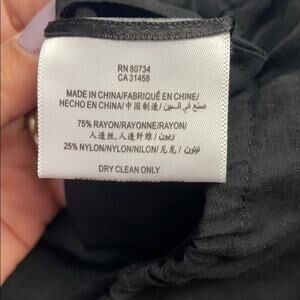 RN 80734
CA 31458
MADE IN CHINA/FABRIQUÉ EN CHINE/
HECHO EN CHINA/中国制造/صنع في الصين
75% RAYON/RAYONNE/RAYON/
人造丝，人造纤维/رايون/
25% NYLON/NYLON/NILON/尼龙/نيلون/
DRY CLEAN ONLY